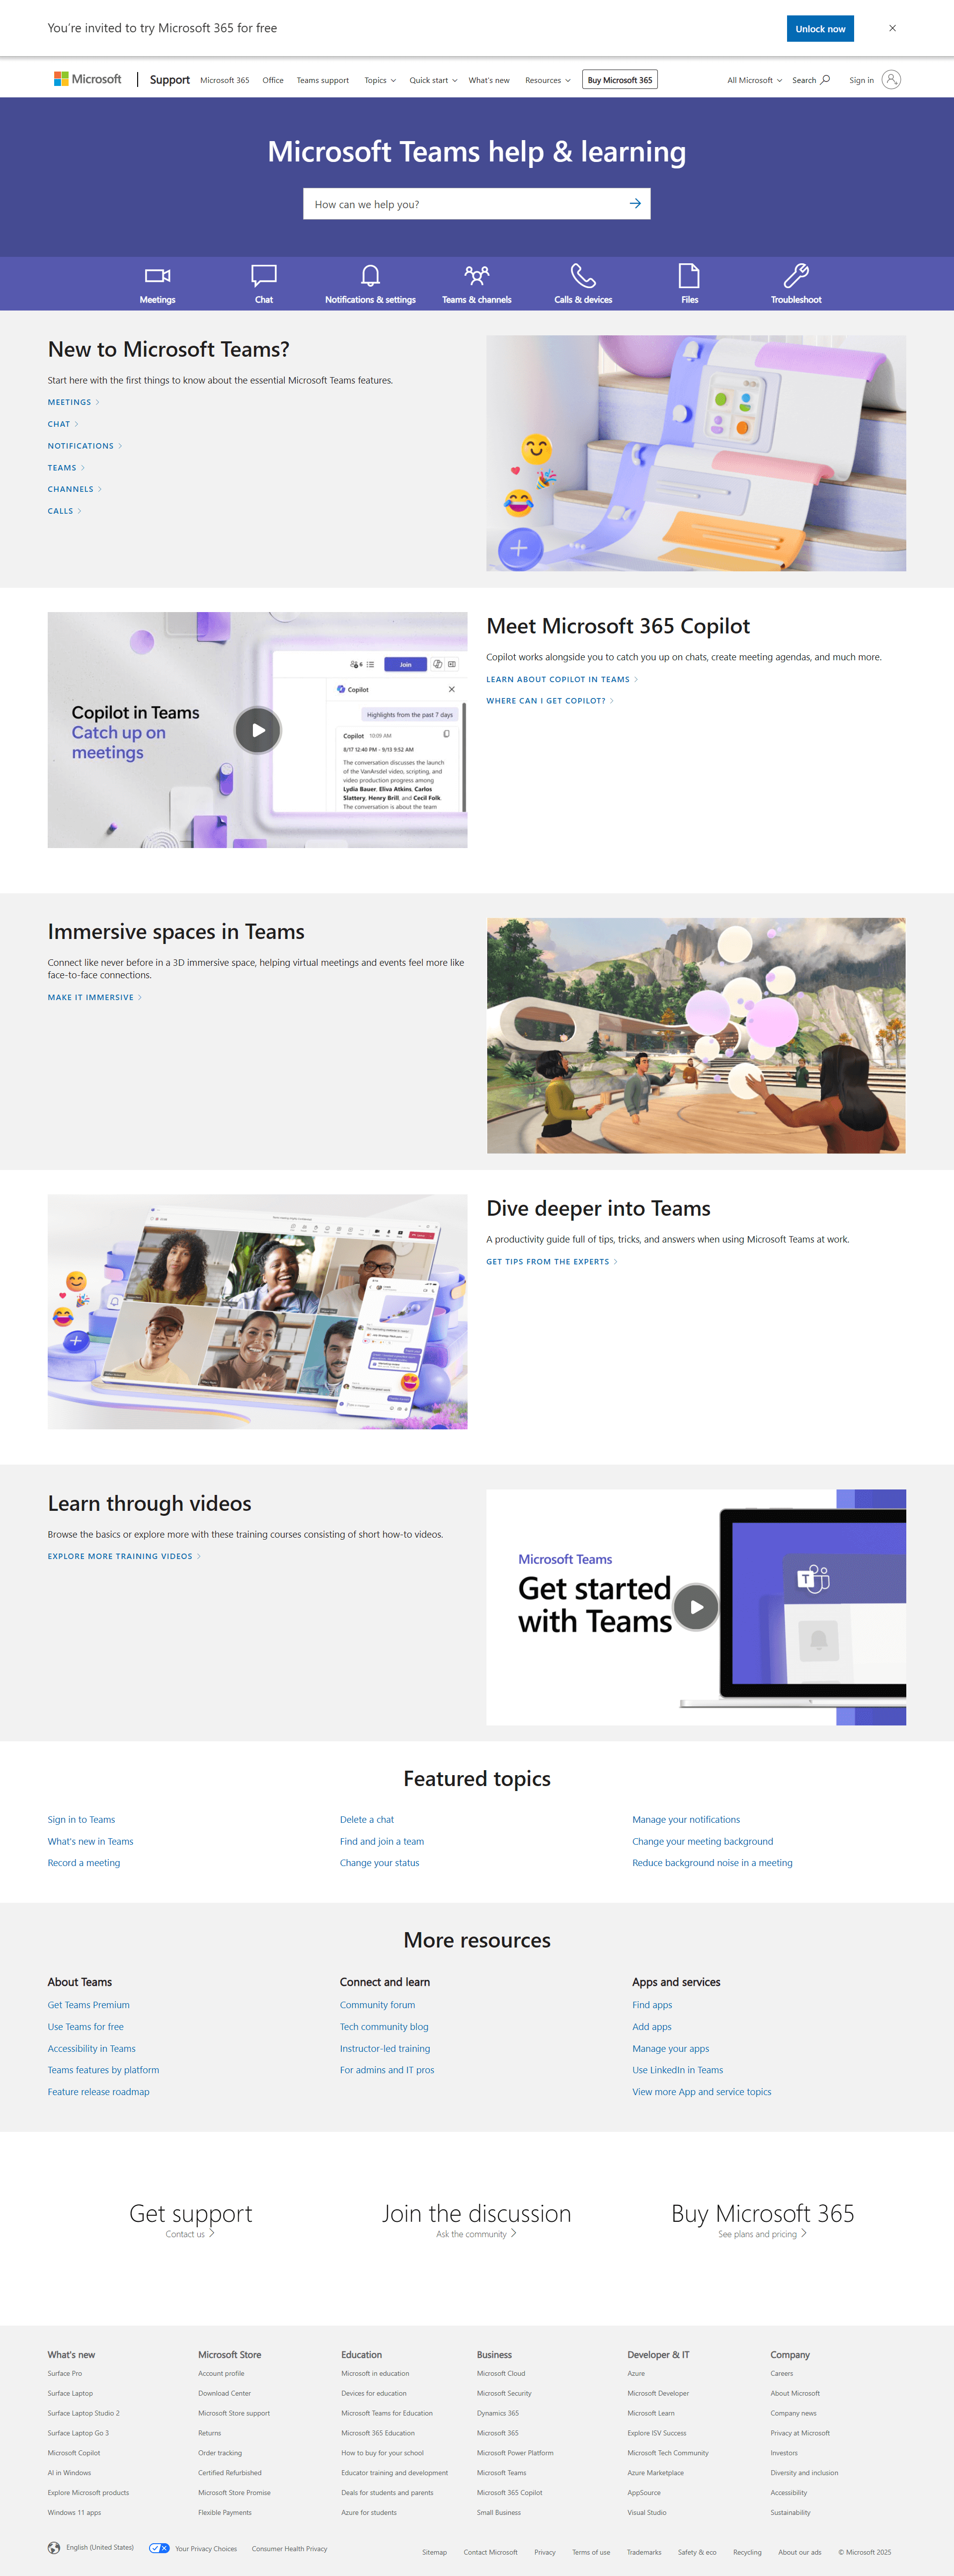 You're invited to try Microsoft 365 for free
Unlock now
Microsoft
Support
Microsoft 365
Office
Teams support
Topics
Quick start
What's new
Resources
Buy Microsoft 365
All Microsoft
Search
Sign in
Microsoft Teams help & learning
How can we help you?
Meetings
Chat
Notifications & settings
Teams & channels
Calls & devices
Files
Troubleshoot
New to Microsoft Teams?
Start here with the first things to know about the essential Microsoft Teams features.
MEETINGS
CHAT
NOTIFICATIONS
TEAMS
CHANNELS
CALLS
Copilot in Teams
Catch up on
meetings
6
Join
Copilot
Highlights from the past 7 days
Copilot 10:09 AM
8/17 12:40 PM - 9/13 9:52 AM
The conversation discusses the launch
of the VanArsdel video, scripting, and
video production progress among
Lydia Bauer, Eliva Atkins, Carlos
Slattery, Henry Brill, and Cecil Folk.
The conversation is about the team
Meet Microsoft 365 Copilot
Copilot works alongside you to catch you up on chats, create meeting agendas, and much more.
LEARN ABOUT COPILOT IN TEAMS
WHERE CAN I GET COPILOT?
Immersive spaces in Teams
Connect like never before in a 3D immersive space, helping virtual meetings and events feel more like
face-to-face connections.
MAKE IT IMMERSIVE
Dive deeper into Teams
A productivity guide full of tips, tricks, and answers when using Microsoft Teams at work.
GET TIPS FROM THE EXPERTS
Learn through videos
Browse the basics or explore more with these training courses consisting of short how-to videos.
EXPLORE MORE TRAINING VIDEOS
Microsoft Teams
Get started
with Teams
T
Featured topics
Sign in to Teams
What's new in Teams
Record a meeting
Delete a chat
Find and join a team
Change your status
Manage your notifications
Change your meeting background
Reduce background noise in a meeting
More resources
About Teams
Get Teams Premium
Use Teams for free
Accessibility in Teams
Teams features by platform
Feature release roadmap
Connect and learn
Community forum
Tech community blog
Instructor-led training
For admins and IT pros
Apps and services
Find apps
Add apps
Manage your apps
Use LinkedIn in Teams
View more App and service topics
Get support
Contact us
Join the discussion
Ask the community
Buy Microsoft 365
See plans and pricing
What's new
Surface Pro
Surface Laptop
Surface Laptop Studio 2
Surface Laptop Go 3
Microsoft Copilot
AI in Windows
Explore Microsoft products
Windows 11 apps
Microsoft Store
Account profile
Download Center
Microsoft Store support
Returns
Order tracking
Certified Refurbished
Microsoft Store Promise
Flexible Payments
Education
Microsoft in education
Devices for education
Microsoft Teams for Education
Microsoft 365 Education
How to buy for your school
Educator training and development
Deals for students and parents
Azure for students
Business
Microsoft Cloud
Microsoft Security
Dynamics 365
Microsoft 365
Microsoft Power Platform
Microsoft Teams
Microsoft 365 Copilot
Small Business
Developer & IT
Azure
Microsoft Developer
Microsoft Learn
Explore ISV Success
Microsoft Tech Community
Azure Marketplace
AppSource
Visual Studio
Company
Careers
About Microsoft
Company news
Privacy at Microsoft
Investors
Diversity and inclusion
Accessibility
Sustainability
English (United States)
Your Privacy Choices
Consumer Health Privacy
Sitemap
Contact Microsoft
Privacy
Terms of use
Trademarks
Safety & eco
Recycling
About our ads
© Microsoft 2025